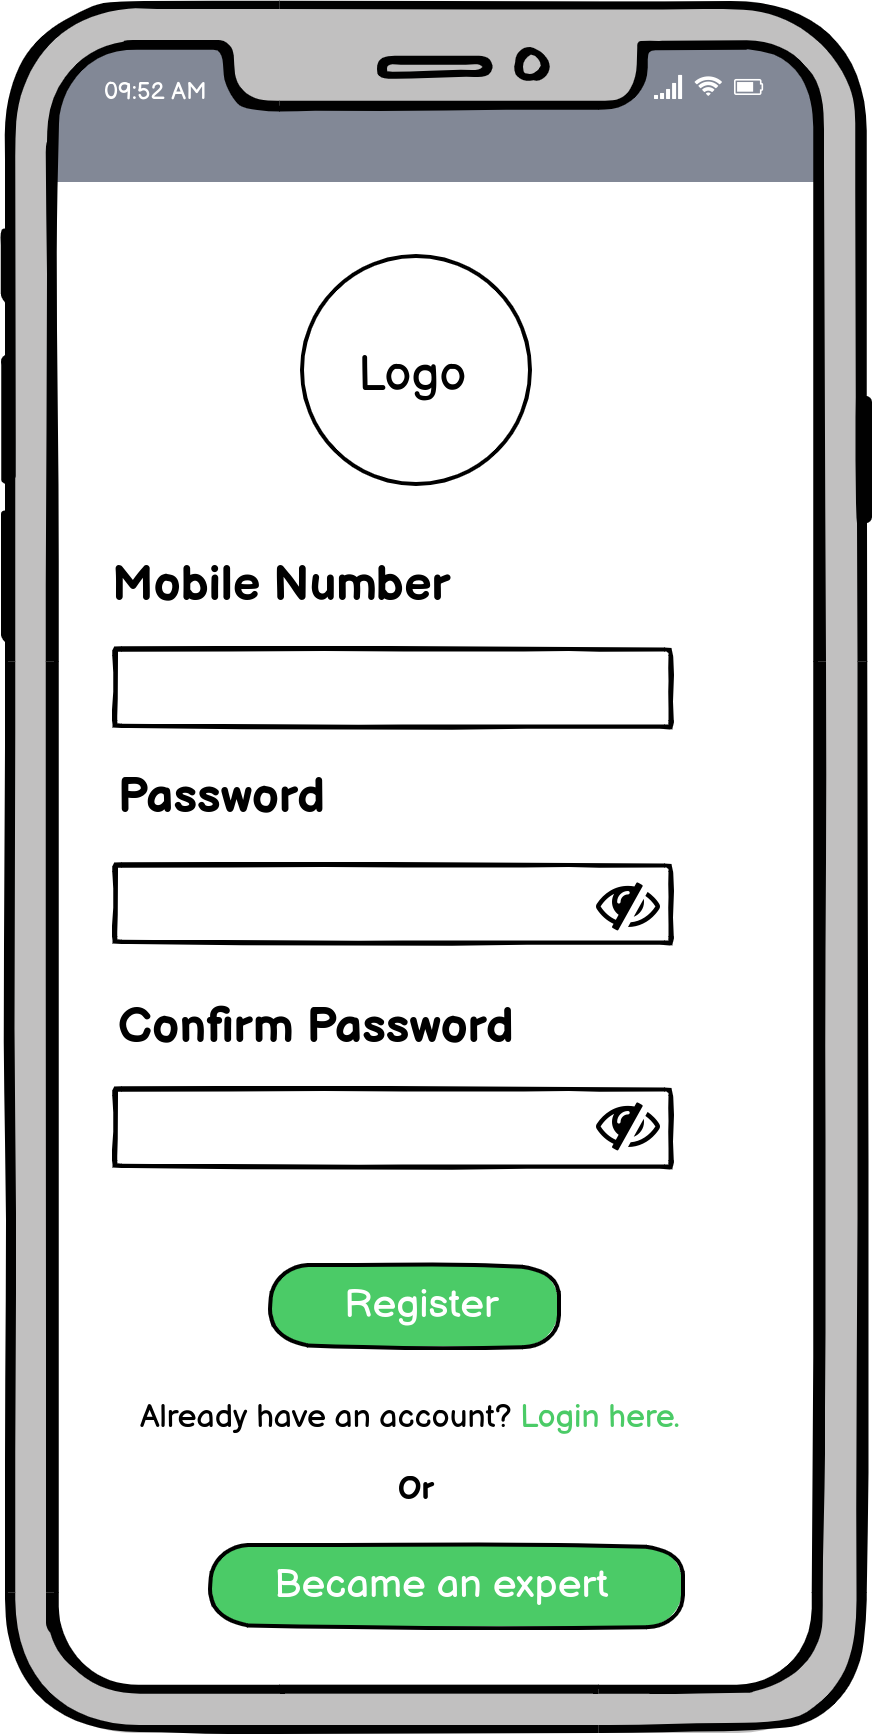 09:52 AM
Logo
Mobile Number
Password
Confirm Password
Register
Already have an account? Login here.
Or
Became an expert